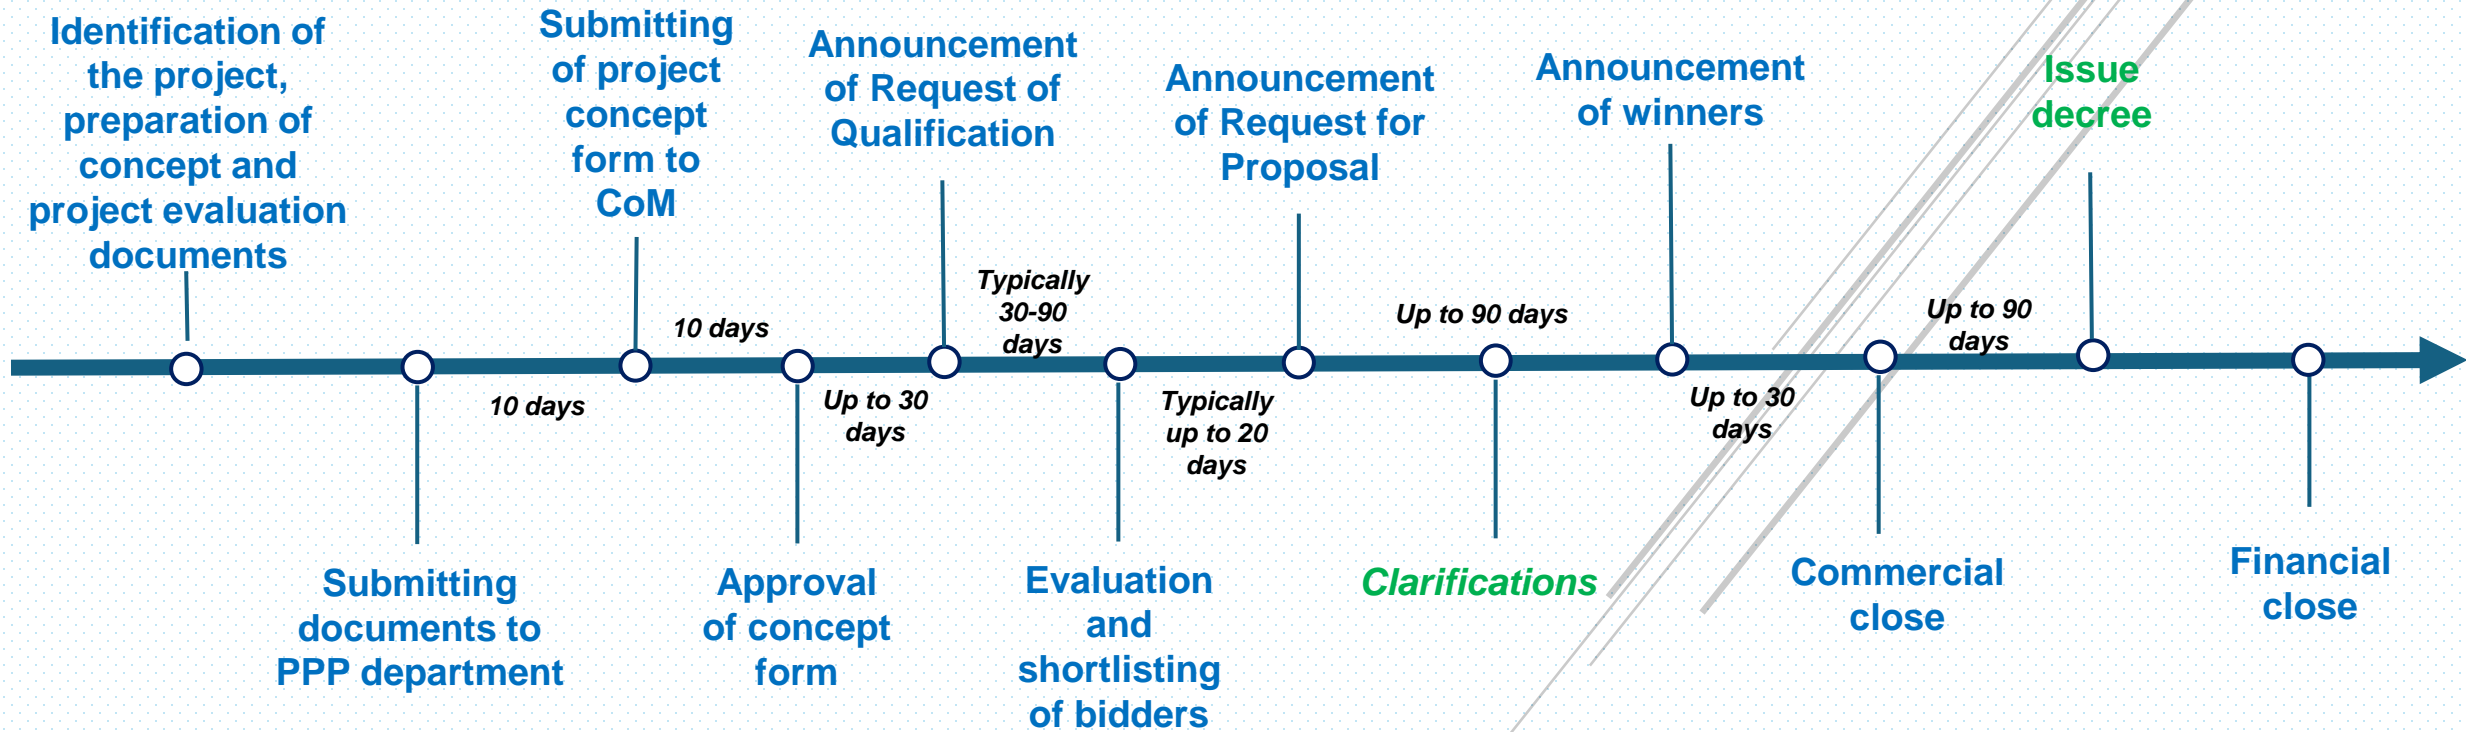 Identification of
the project,
preparation of
concept and
project evaluation
documents
Submitting
of project
concept
form to
CoM
Announcement
of Request of
Qualification
Announcement
of Request for
Proposal
Announcement
of winners
Issue
decree
10 days
Typically
30-90
days
Up to 90 days
Up to 90
days
10 days
Up to 30
days
Typically
up to 20
days
Up to 30
days
Submitting
documents to
PPP department
Approval
of concept
form
Evaluation
and
shortlisting
of bidders
Clarifications
Commercial
close
Financial
close